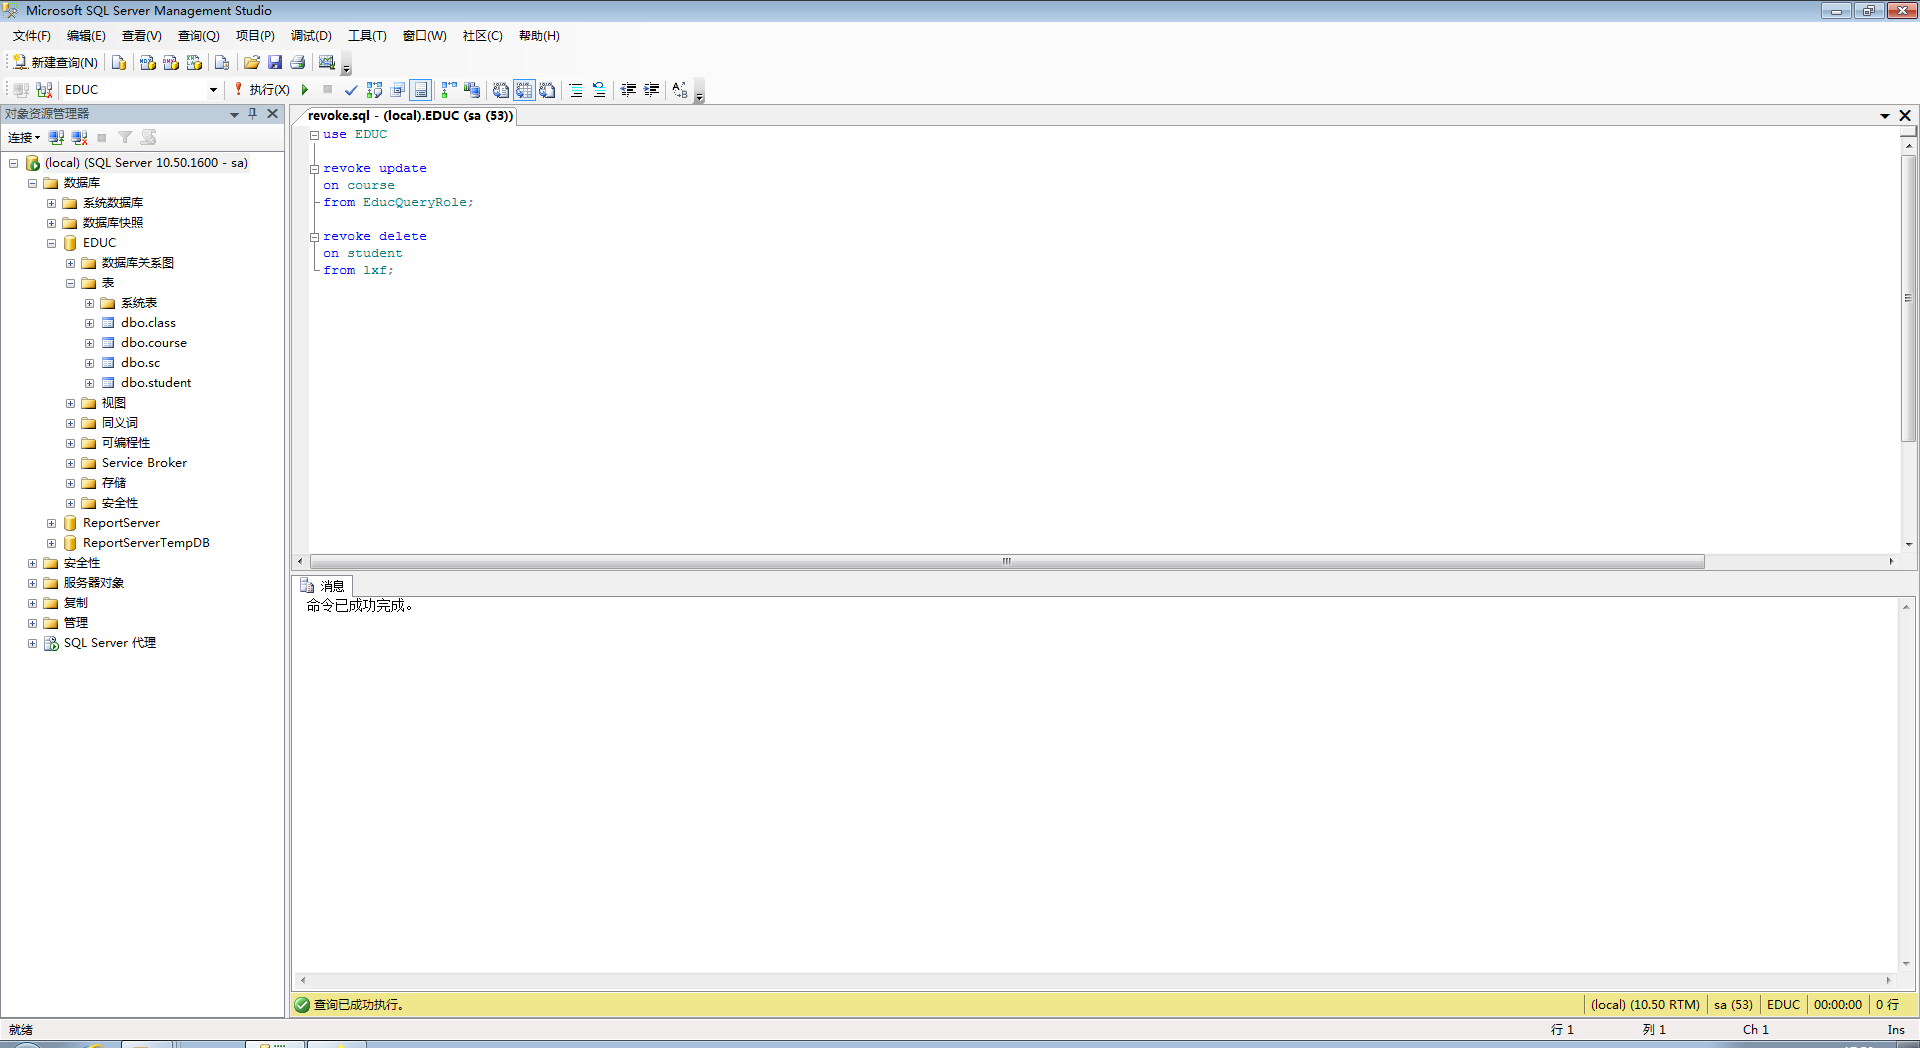 Microsoft SQL Server Management Studio
文件(F) 编辑(E) 查看(V) 查询(Q) 项目(P) 调试(D) 工具(T) 窗口(W) 社区(C) 帮助(H)
新建查询(N)
EDUC 执行(X)
对象资源管理器
连接
(local) (SQL Server 10.50.1600 - sa)
数据库
系统数据库
数据库快照
EDUC
数据库关系图
表
系统表
dbo.class
dbo.course
dbo.sc
dbo.student
视图
同义词
可编程性
Service Broker
存储
安全性
ReportServer
ReportServerTempDB
安全性
服务器对象
复制
管理
SQL Server 代理
revoke.sql - (local).EDUC (sa (53))
use EDUC
revoke update
on course
from EducQueryRole;
revoke delete
on student
from lxf;
消息
命令已成功完成。
查询已成功执行。 (local) (10.50 RTM) sa (53) EDUC 00:00:00 0 行
就绪 行 1 列 1 Ch 1 Ins